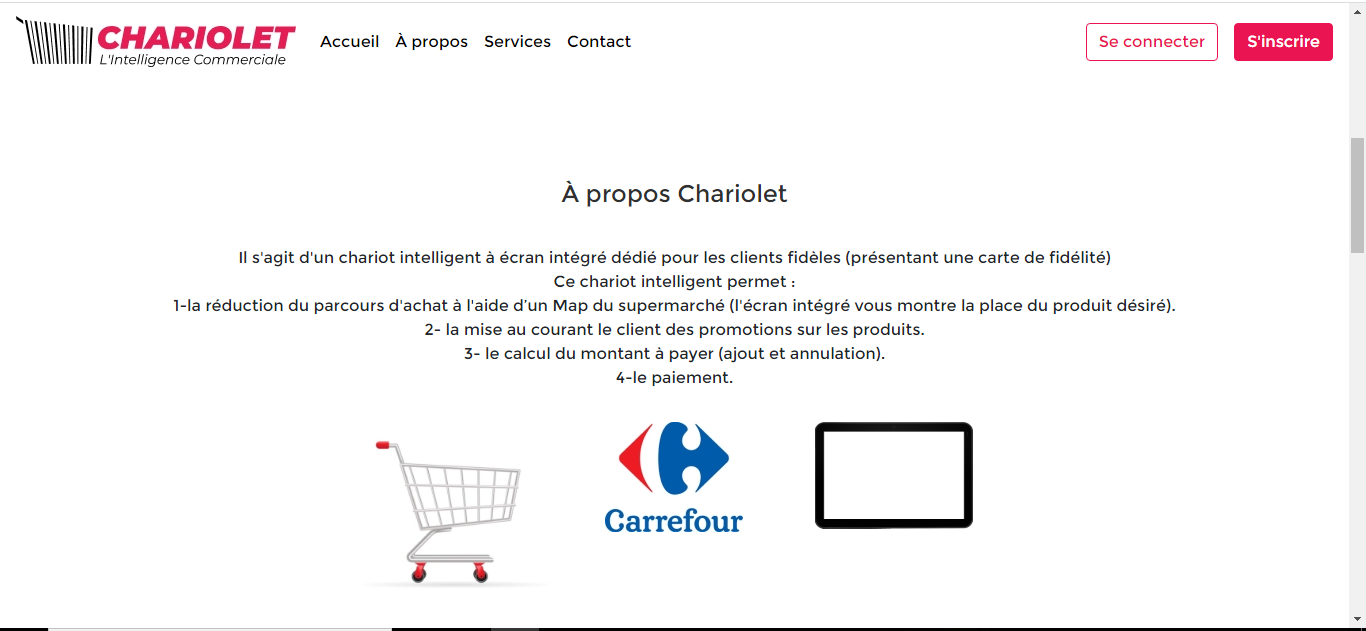 CHARIOLET
L'Intelligence Commerciale
Accueil À propos Services Contact
Se connecter S'inscrire
À propos Chariolet
Il s'agit d'un chariot intelligent à écran intégré dédié pour les clients fidèles (présentant une carte de fidélité)
Ce chariot intelligent permet :
1-la réduction du parcours d'achat à l'aide d’un Map du supermarché (l'écran intégré vous montre la place du produit désiré).
2- la mise au courant le client des promotions sur les produits.
3- le calcul du montant à payer (ajout et annulation).
4-le paiement.
Carrefour